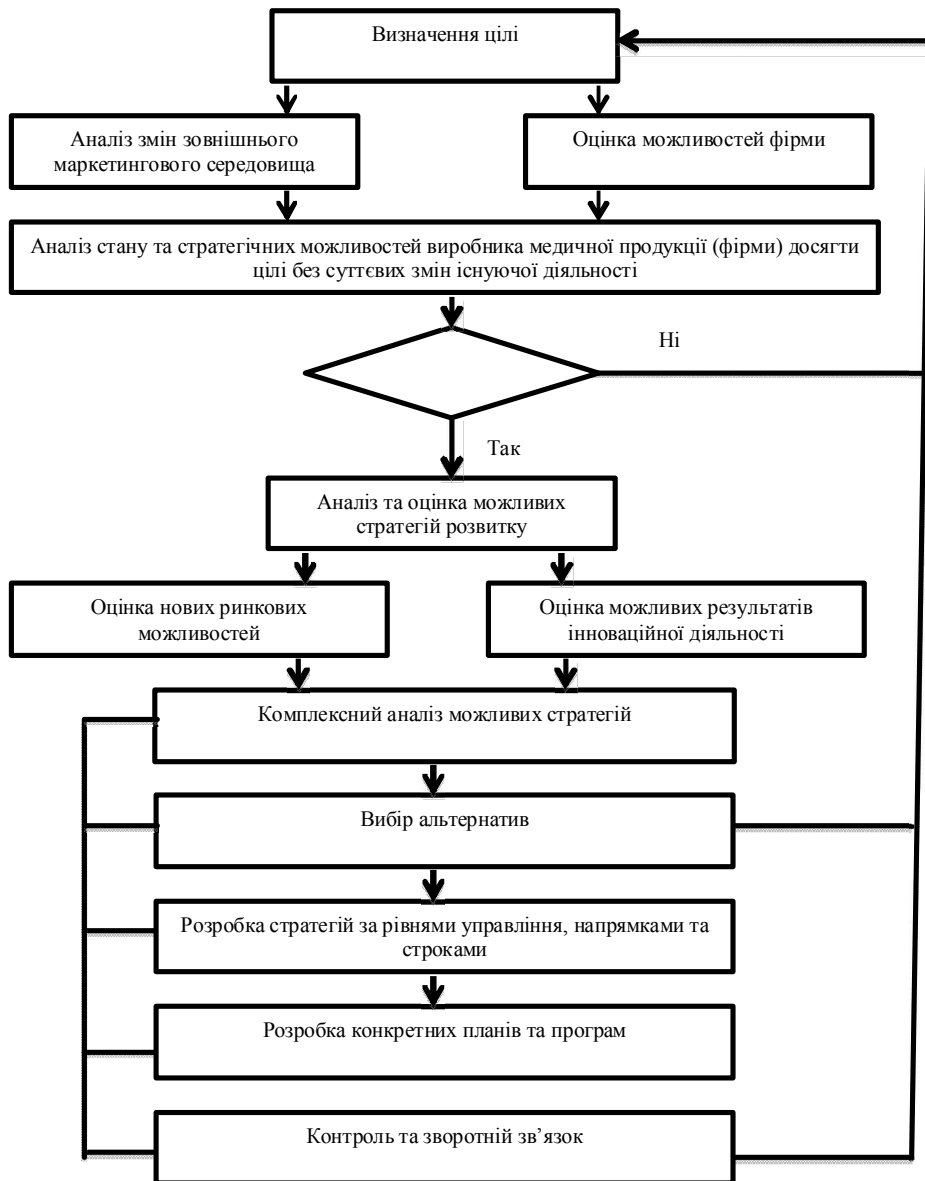 Визначення цілі
Аналіз змін зовнішнього
маркетингового середовища
Оцінка можливостей фірми
Аналіз стану та стратегічних можливостей виробника медичної продукції (фірми) досягти
цілі без суттєвих змін існуючої діяльності
Ні
Так
Аналіз та оцінка можливих
стратегій розвитку
Оцінка нових ринкових
можливостей
Оцінка можливих результатів
інноваційної діяльності
Комплексний аналіз можливих стратегій
Вибір альтернатив
Розробка стратегій за рівнями управління, напрямками та
строками
Розробка конкретних планів та програм
Контроль та зворотній зв’язок